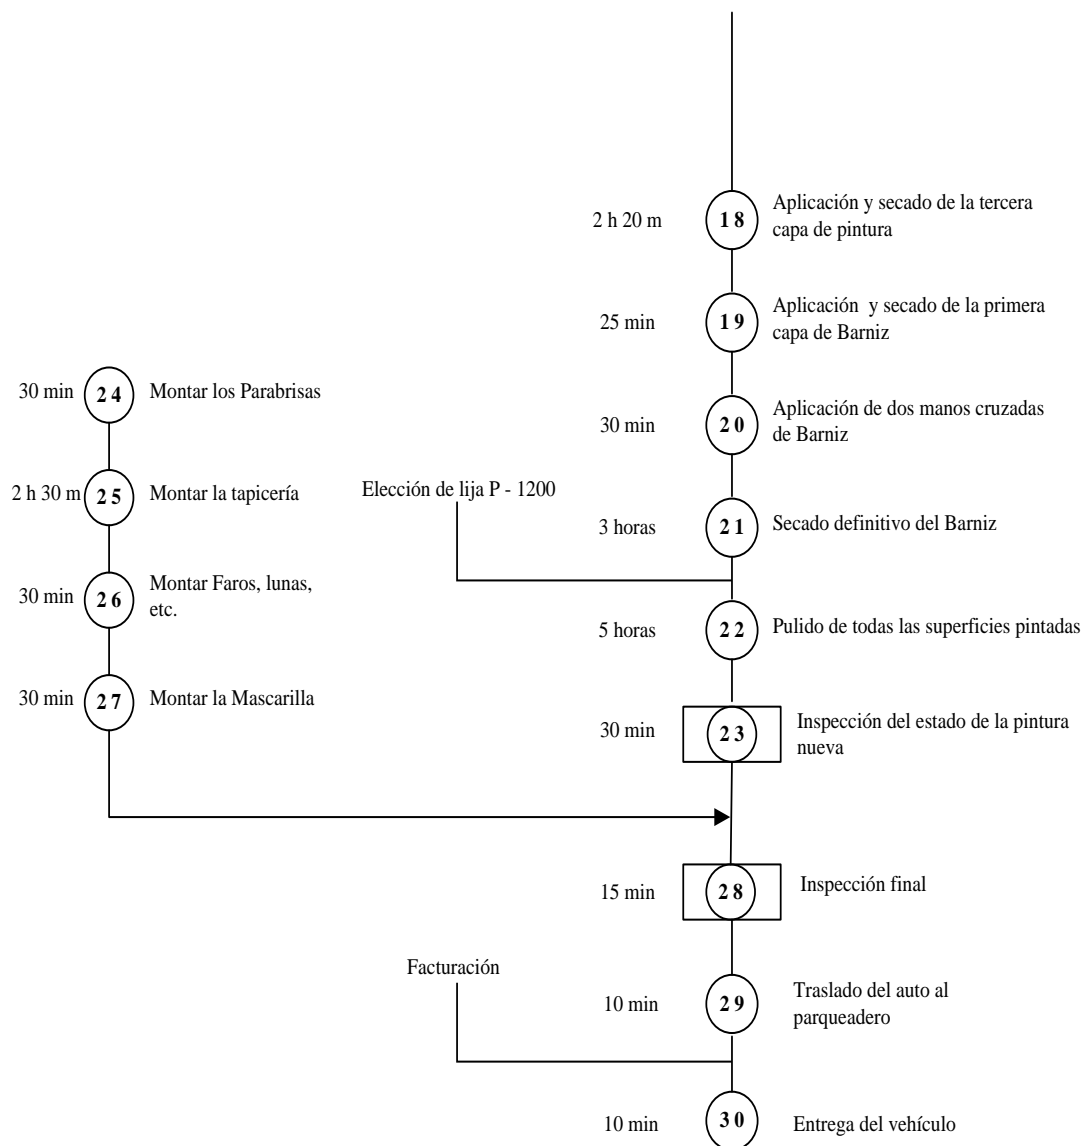 2 h 20 m
18
Aplicación y secado de la tercera
capa de pintura
25 min
19
Aplicación y secado de la primera
capa de Barniz
30 min
24
Montar los Parabrisas
30 min
20
Aplicación de dos manos cruzadas
de Barniz
2 h 30 m
25
Montar la tapicería
Elección de lija P - 1200
3 horas
21
Secado definitivo del Barniz
30 min
26
Montar Faros, lunas,
etc.
5 horas
22
Pulido de todas las superficies pintadas
30 min
27
Montar la Mascarilla
30 min
23
Inspección del estado de la pintura
nueva
15 min
28
Inspección final
Facturación
10 min
29
Traslado del auto al
parqueadero
10 min
30
Entrega del vehículo